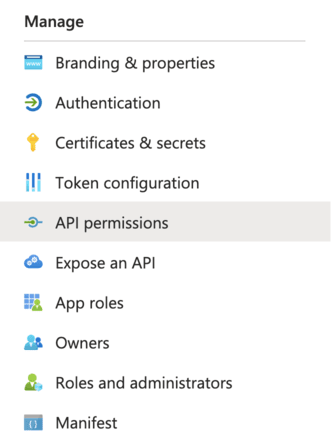 Manage
www
Branding & properties
Authentication
Certificates & secrets
Token configuration
API permissions
Expose an API
App roles
Owners
Roles and administrators
Manifest